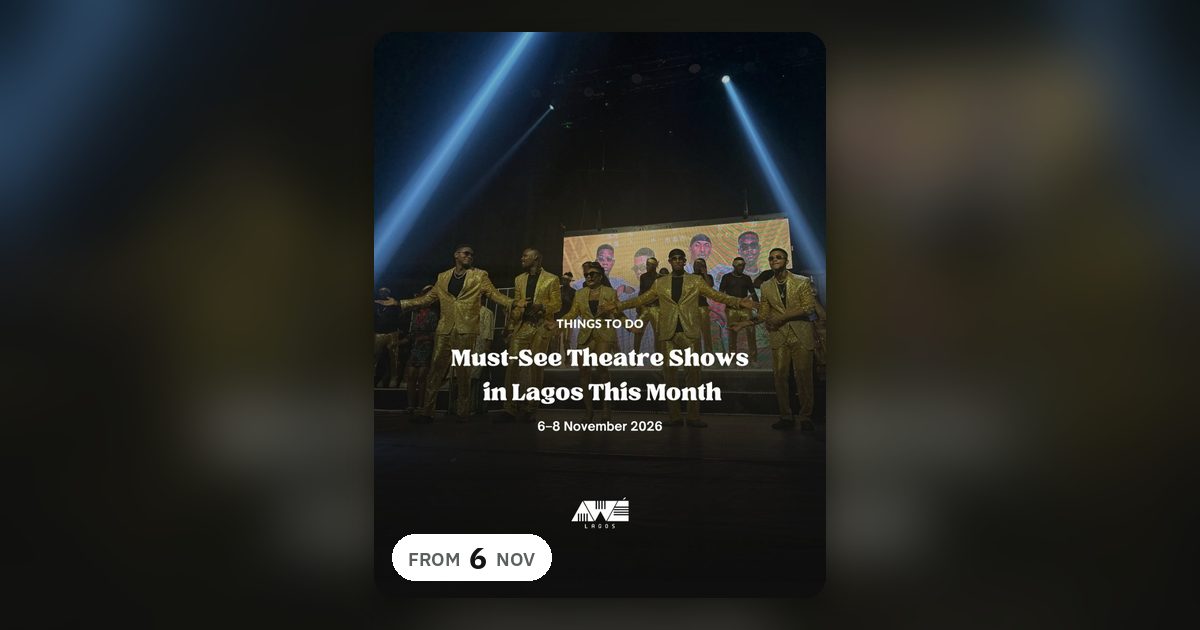 THINGS TO DO
Must-See Theatre Shows
in Lagos This Month
6–8 November 2026
AWÉ
LAGOS
FROM 6 NOV